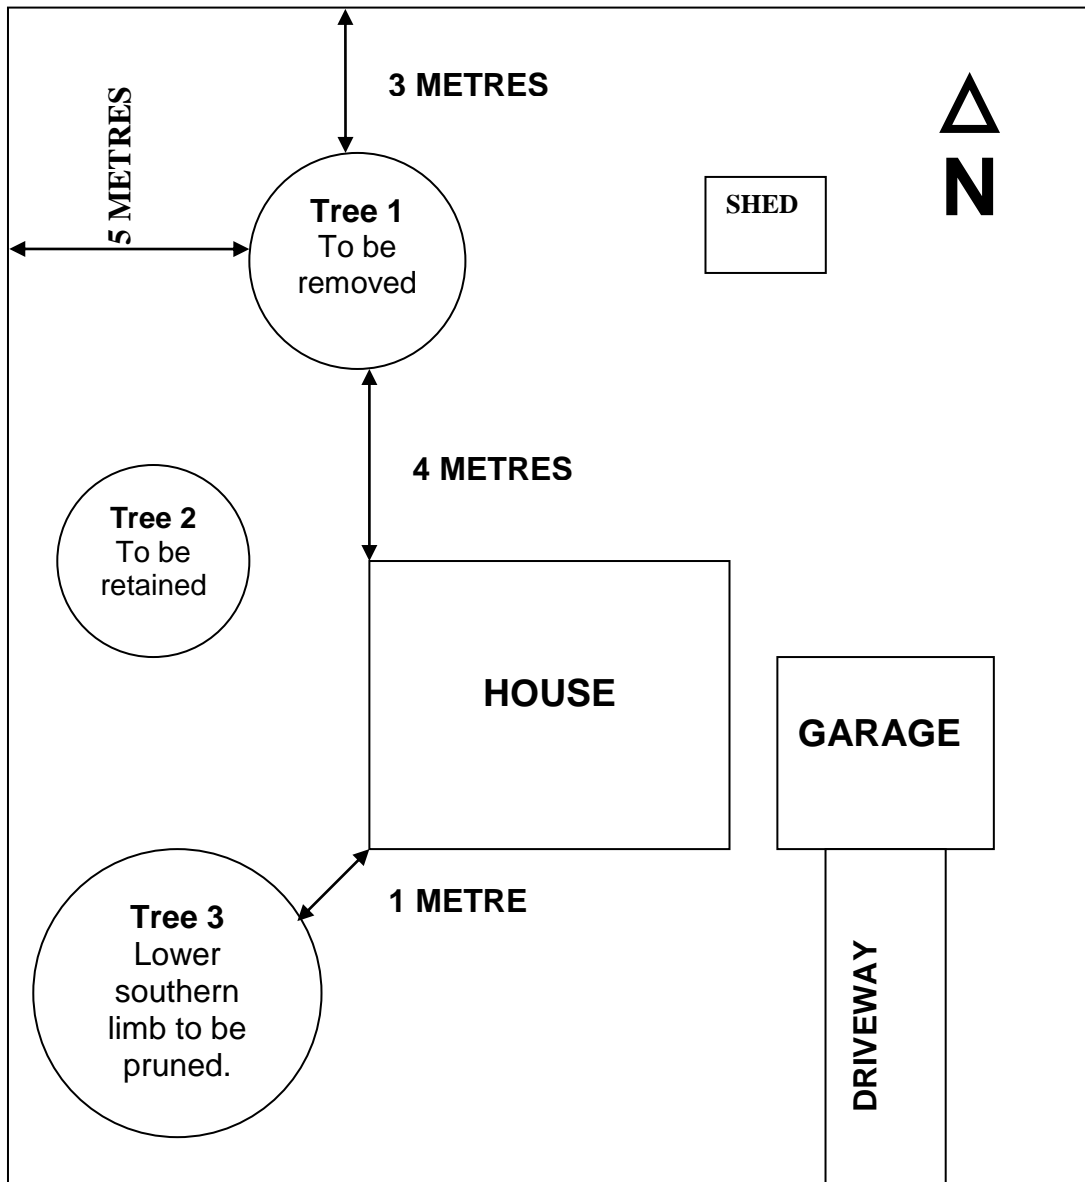 3 METRES
5 METRES
N
Tree 1
To be
removed
SHED
4 METRES
Tree 2
To be
retained
HOUSE
GARAGE
1 METRE
Tree 3
Lower
southern
limb to be
pruned.
DRIVEWAY